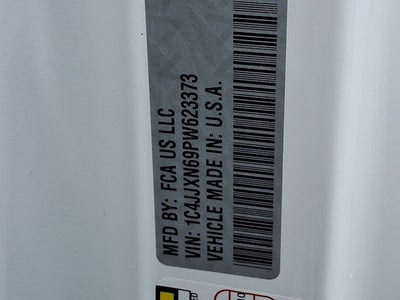 MFD BY: FCA US LLC
VIN: 1C4JJXN69PW623373
VEHICLE MADE IN: U.S.A.